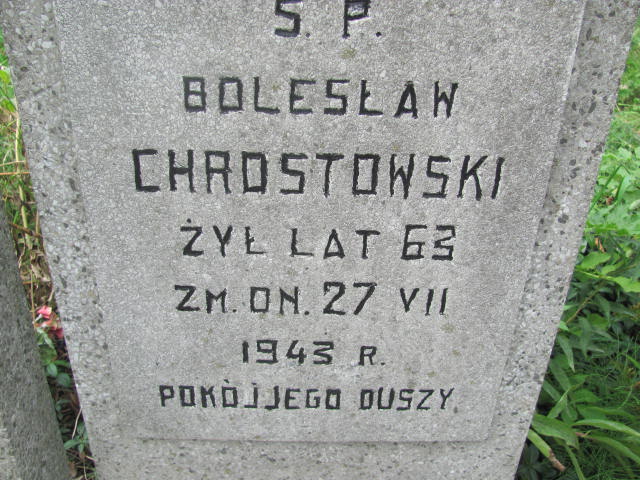 S. P.
BOLESŁAW
CHROSTOWSKI
ŻYŁ LAT 63
ZM. DN. 27 VII
1943 R.
POKÓJ JEGO DUSZY